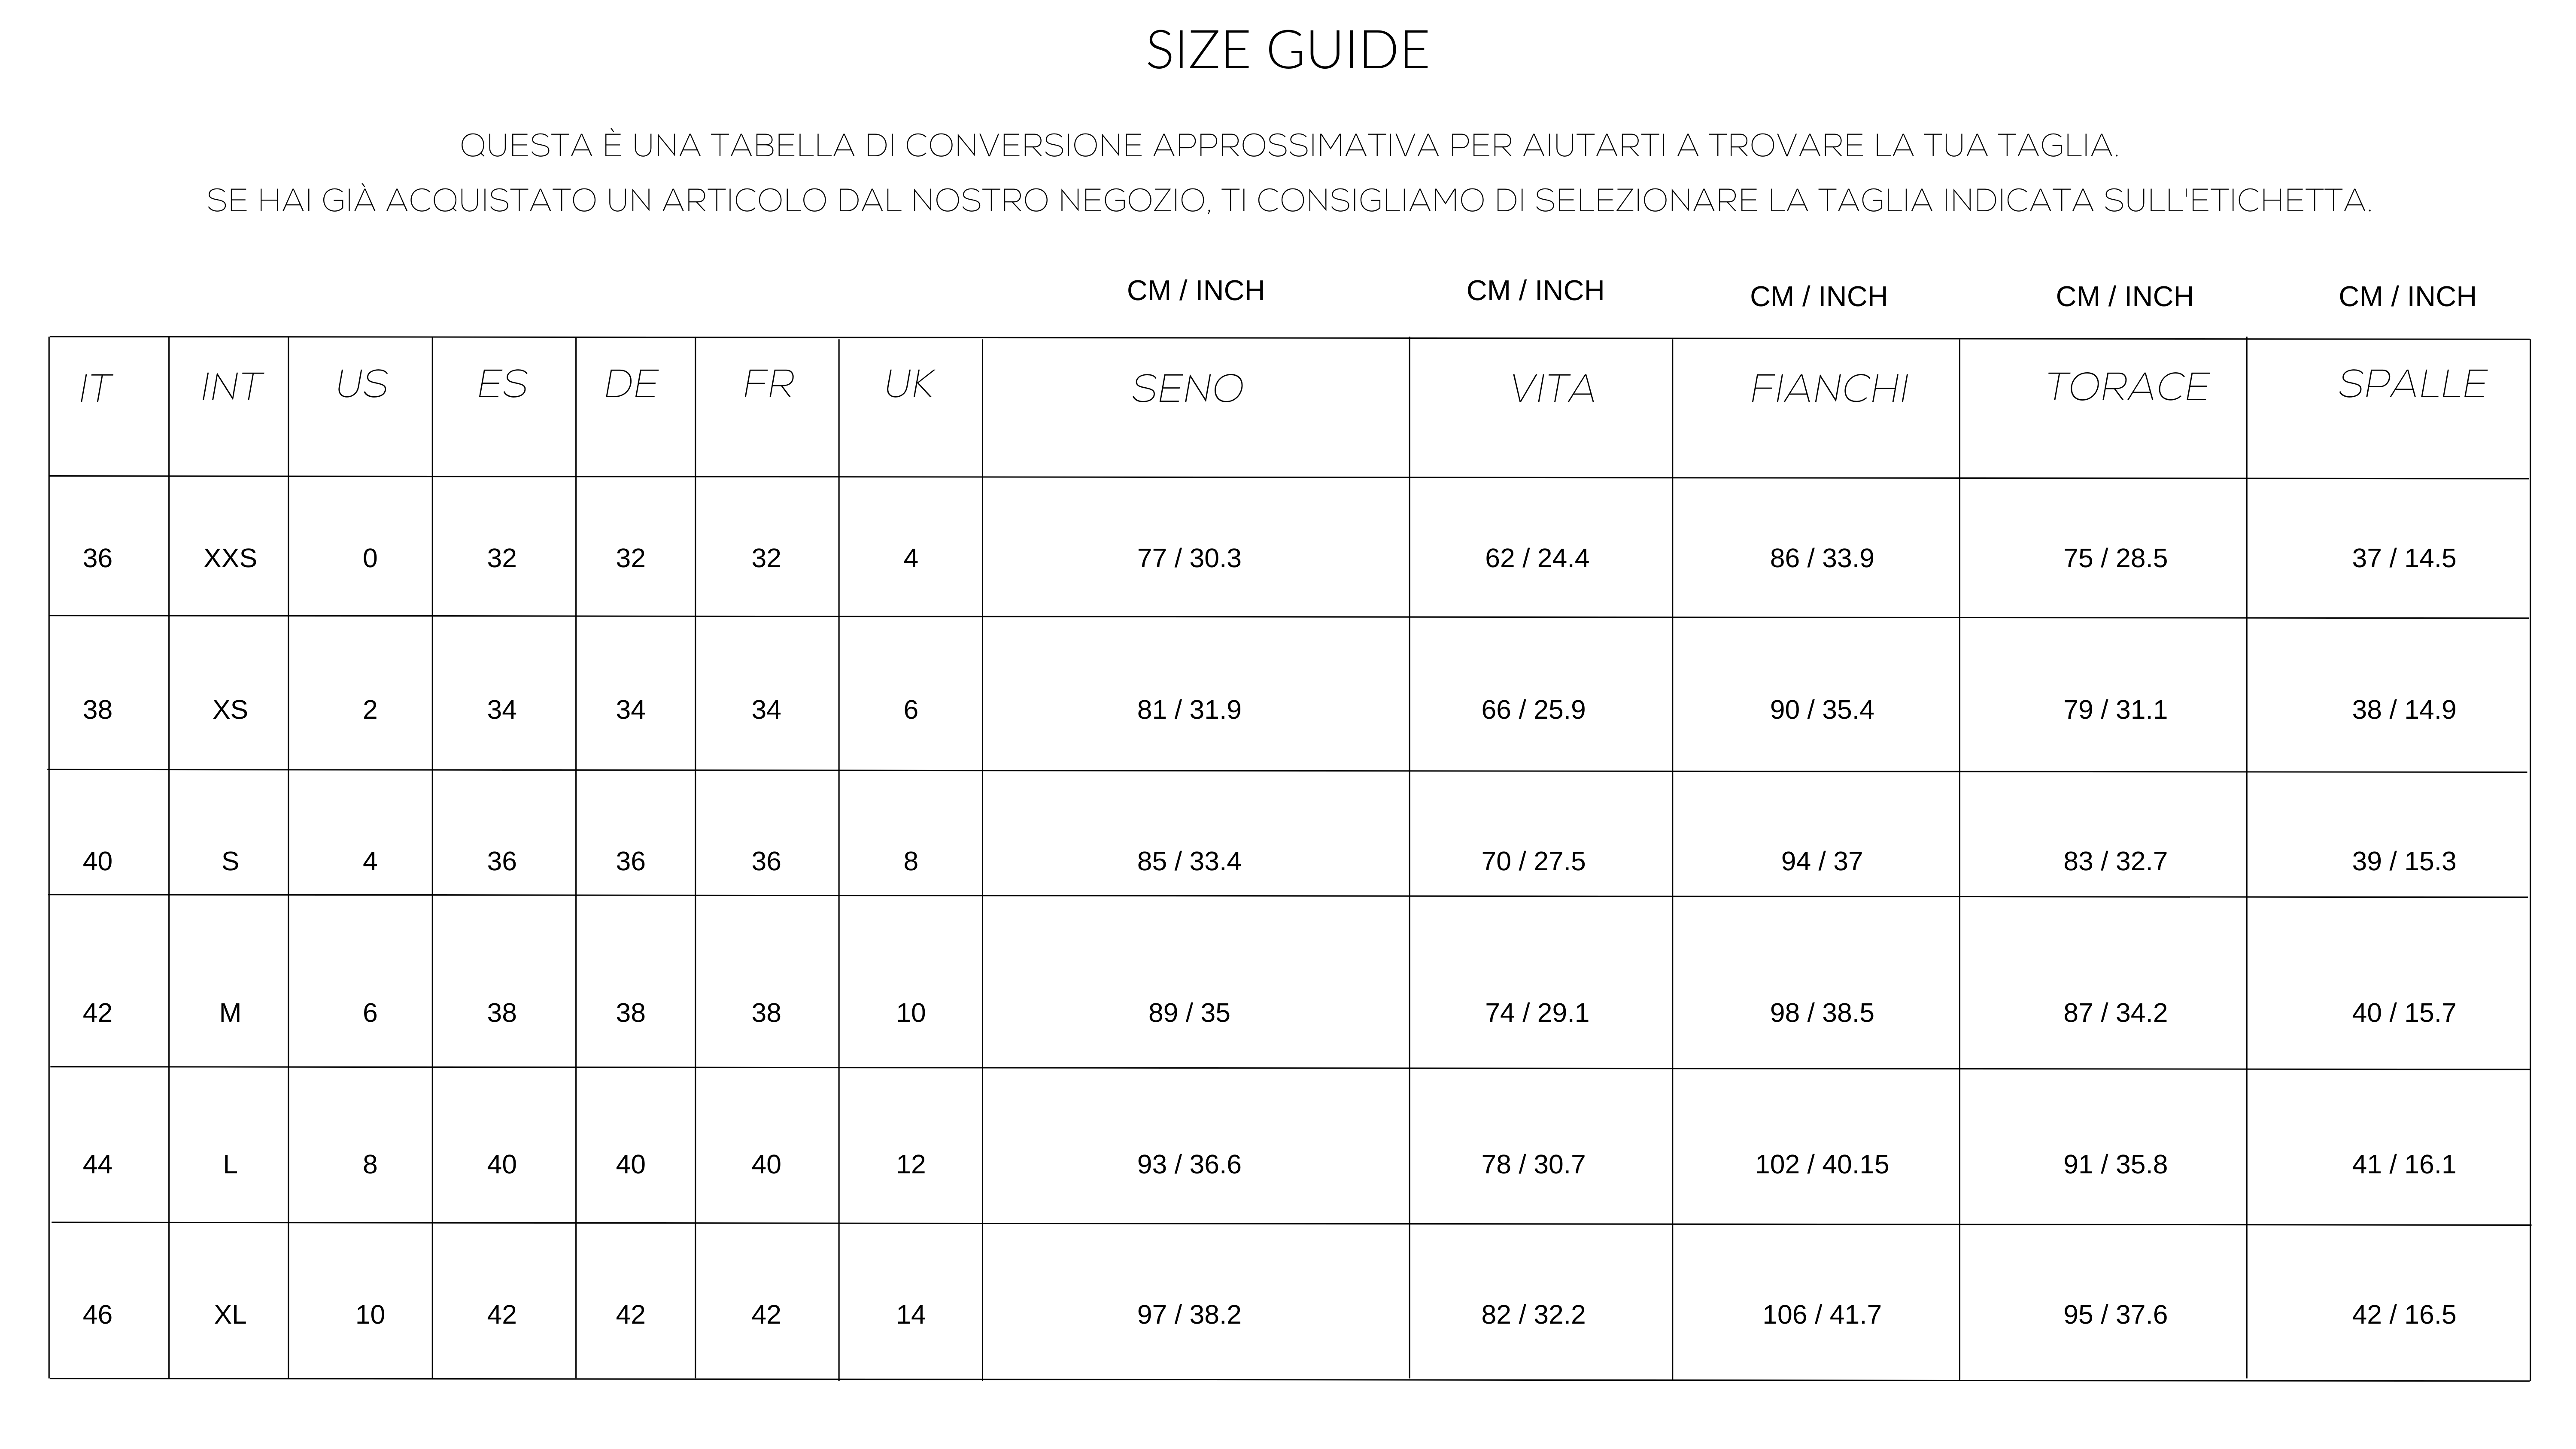 SIZE GUIDE
QUESTA È UNA TABELLA DI CONVERSIONE APPROSSIMATIVA PER AIUTARTI A TROVARE LA TUA TAGLIA.
SE HAI GIÀ ACQUISTATO UN ARTICOLO DAL NOSTRO NEGOZIO, TI CONSIGLIAMO DI SELEZIONARE LA TAGLIA INDICATA SULL'ETICHETTA.
CM / INCH CM / INCH CM / INCH CM / INCH CM / INCH
IT INT US ES DE FR UK SENO VITA FIANCHI TORACE SPALLE
36 XXS 0 32 32 32 4 77 / 30.3 62 / 24.4 86 / 33.9 75 / 28.5 37 / 14.5
38 XS 2 34 34 34 6 81 / 31.9 66 / 25.9 90 / 35.4 79 / 31.1 38 / 14.9
40 S 4 36 36 36 8 85 / 33.4 70 / 27.5 94 / 37 83 / 32.7 39 / 15.3
42 M 6 38 38 38 10 89 / 35 74 / 29.1 98 / 38.5 87 / 34.2 40 / 15.7
44 L 8 40 40 40 12 93 / 36.6 78 / 30.7 102 / 40.15 91 / 35.8 41 / 16.1
46 XL 10 42 42 42 14 97 / 38.2 82 / 32.2 106 / 41.7 95 / 37.6 42 / 16.5